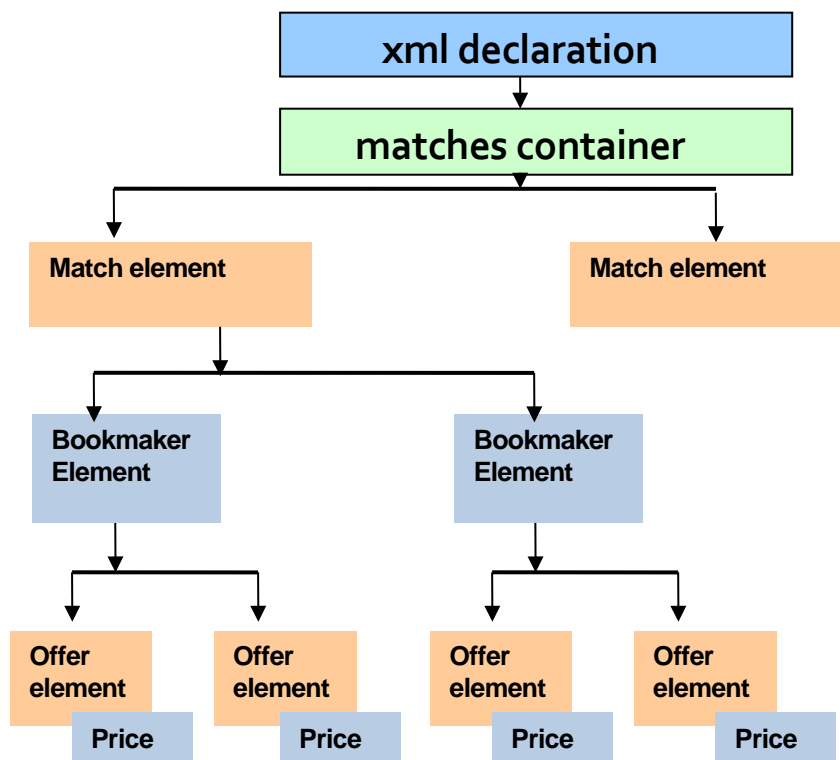 xml declaration
matches container
Match element
Match element
Bookmaker
Element
Bookmaker
Element
Offer
element
Price
Offer
element
Price
Offer
element
Price
Offer
element
Price